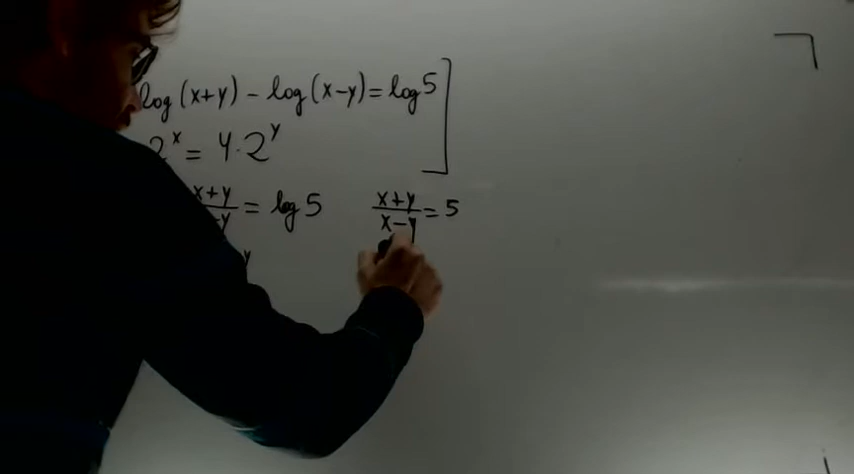 log(x+y) - log(x-y) = log 5
2^x = 4·2^y
x+y/-y = log 5
x+y/x-y = 5
y